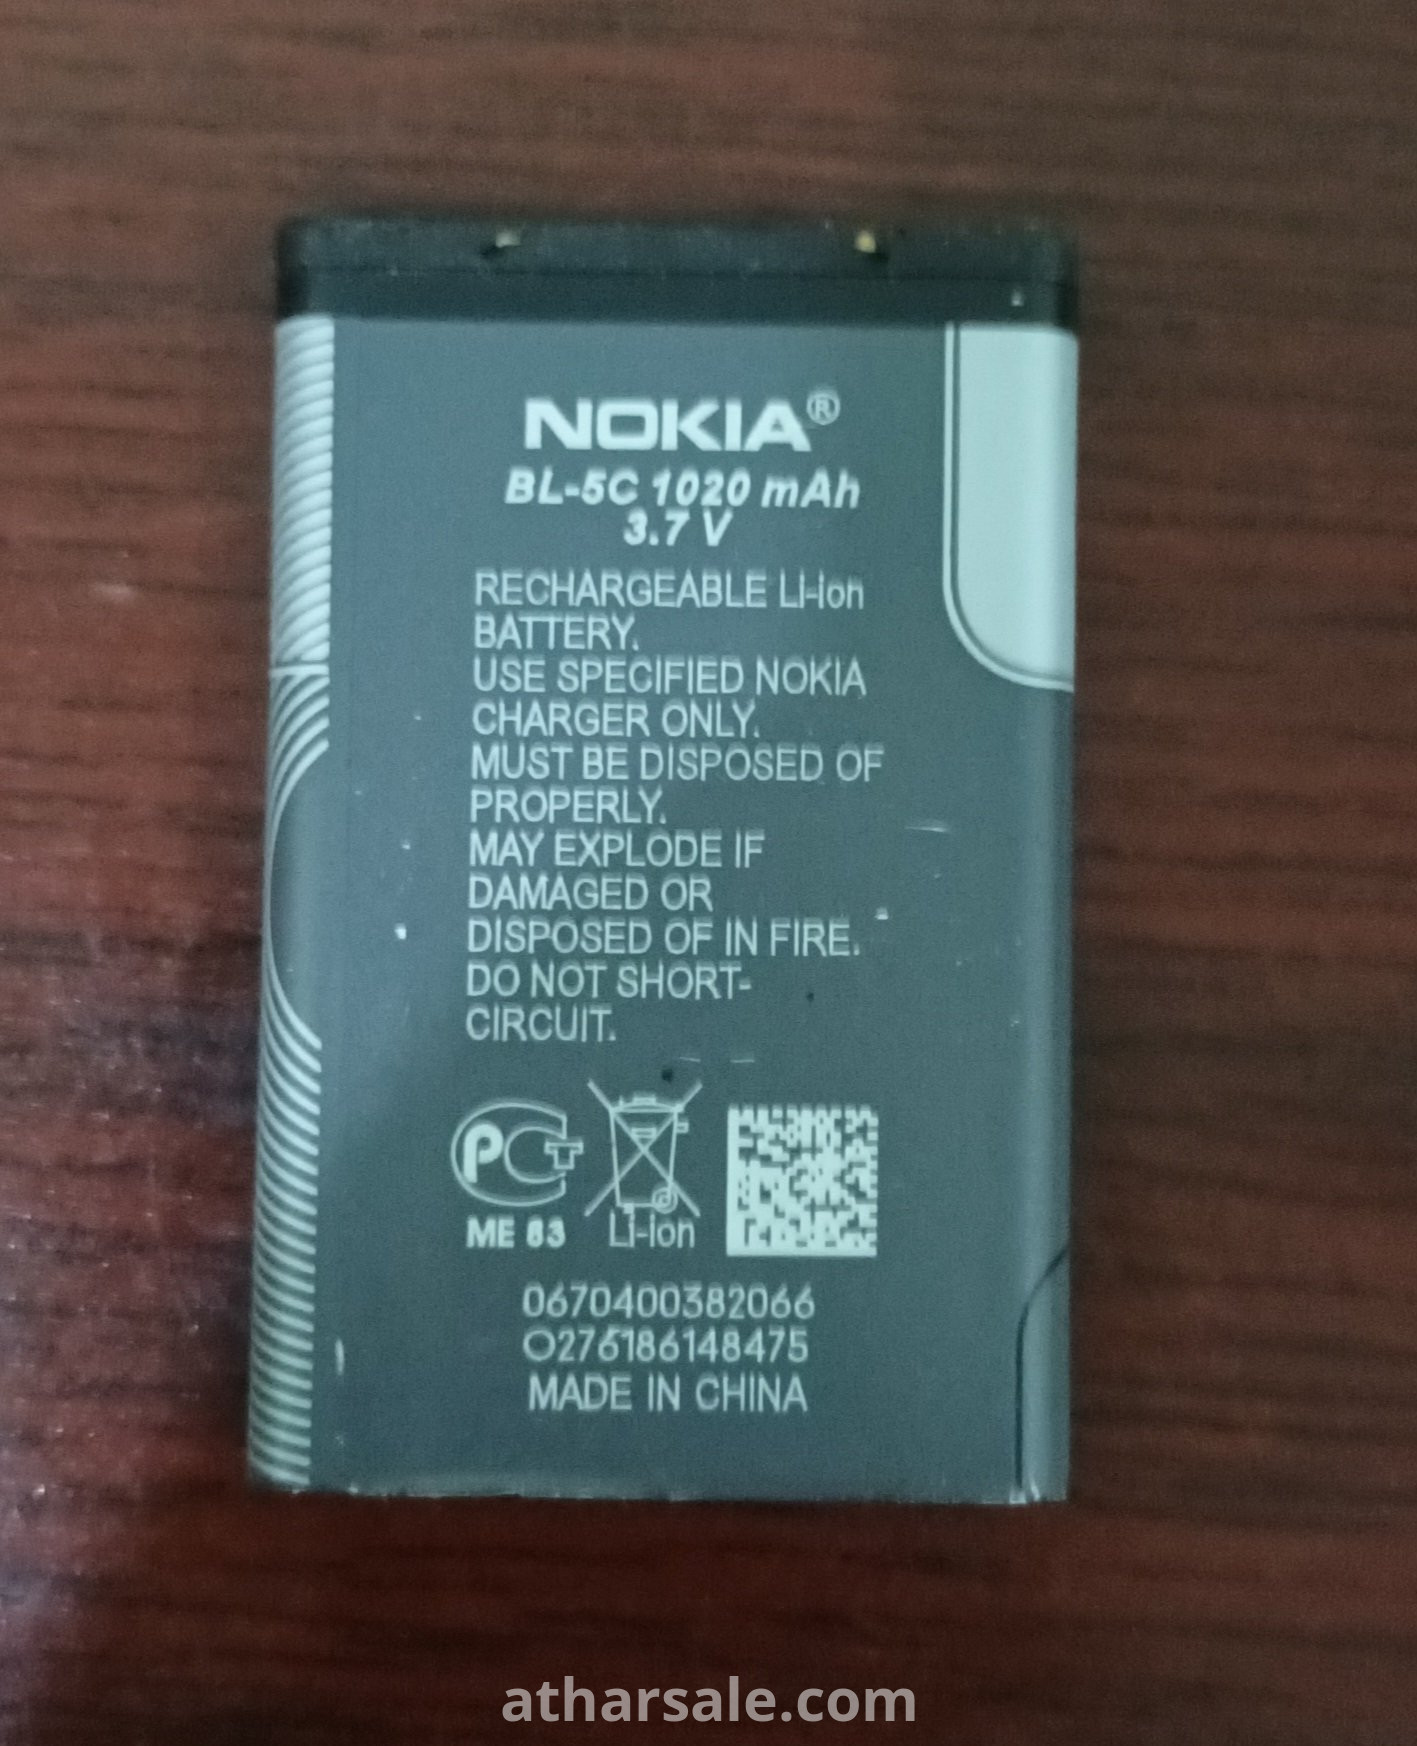 NOKIA®
BL-5C 1020 mAh
3.7 V
RECHARGEABLE Li-Ion
BATTERY.
USE SPECIFIED NOKIA
CHARGER ONLY.
MUST BE DISPOSED OF
PROPERLY.
MAY EXPLODE IF
DAMAGED OR
DISPOSED OF IN FIRE.
DO NOT SHORT-
CIRCUIT.
PCT
ME 83 Li-ion
0670400382066
O276186148475
MADE IN CHINA
atharsale.com